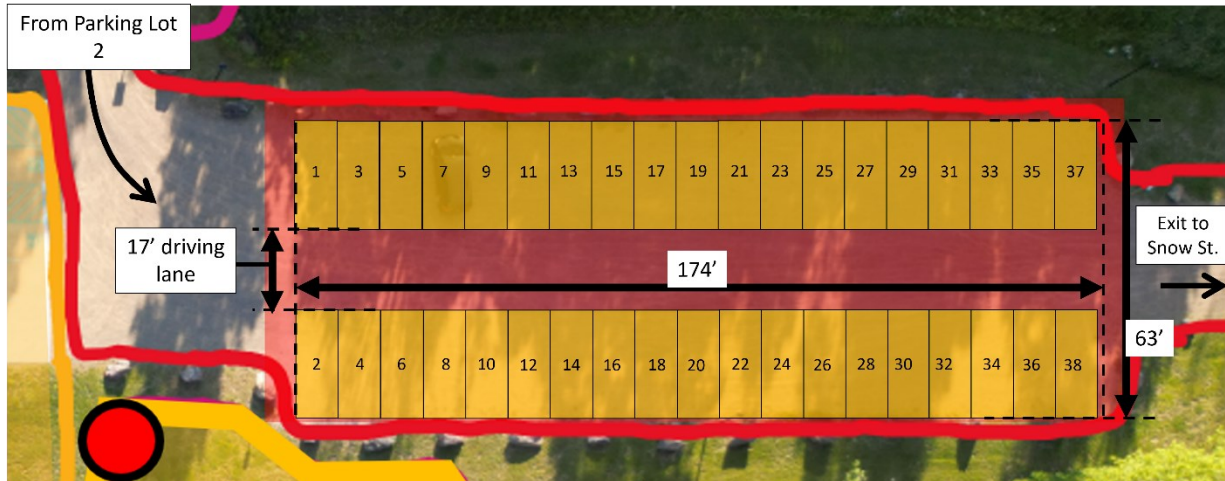 From Parking Lot
2
1 3 5 7 9 11 13 15 17 19 21 23 25 27 29 31 33 35 37
17’ driving
lane
174’
Exit to
Snow St.
63’
2 4 6 8 10 12 14 16 18 20 22 24 26 28 30 32 34 36 38